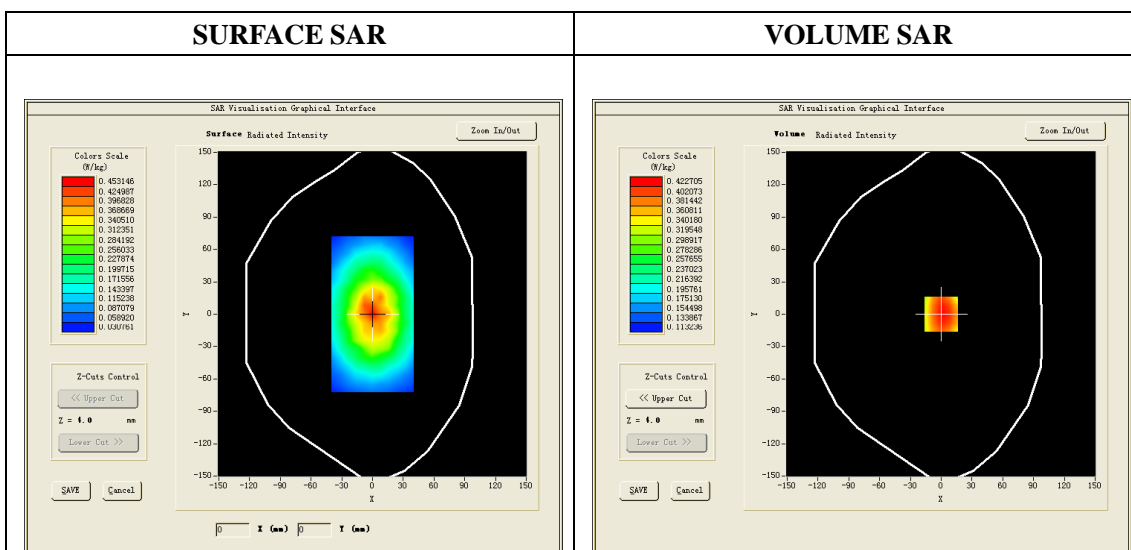 SURFACE SAR
SAR Visualisation Graphical Interface
Surface Radiated Intensity
Zoom In/Out
Colors Scale
(W/kg)
0.453146
0.424987
0.396828
0.368669
0.340510
0.312351
0.284192
0.256033
0.227874
0.199715
0.171556
0.143397
0.115238
0.087079
0.058920
0.030761
Z-Cuts Control
<< Upper Cut
Z = 4.0 mm
Lower Cut >>
SAVE Cancel
150
120
90
60
30
0
-30
-60
-90
-120
-150
Y
-150 -120 -90 -60 -30 0 30 60 90 120 150
X
0 X (mm) 0 Y (mm)
VOLUME SAR
SAR Visualisation Graphical Interface
Volume Radiated Intensity
Zoom In/Out
Colors Scale
(W/kg)
0.422705
0.402073
0.381442
0.360811
0.340180
0.319548
0.298917
0.278286
0.257655
0.237023
0.216392
0.195761
0.175130
0.154498
0.133867
0.113236
Z-Cuts Control
<< Upper Cut
Z = 4.0 mm
Lower Cut >>
SAVE Cancel
150
120
90
60
30
0
-30
-60
-90
-120
-150
Y
-150 -120 -90 -60 -30 0 30 60 90 120 150
X